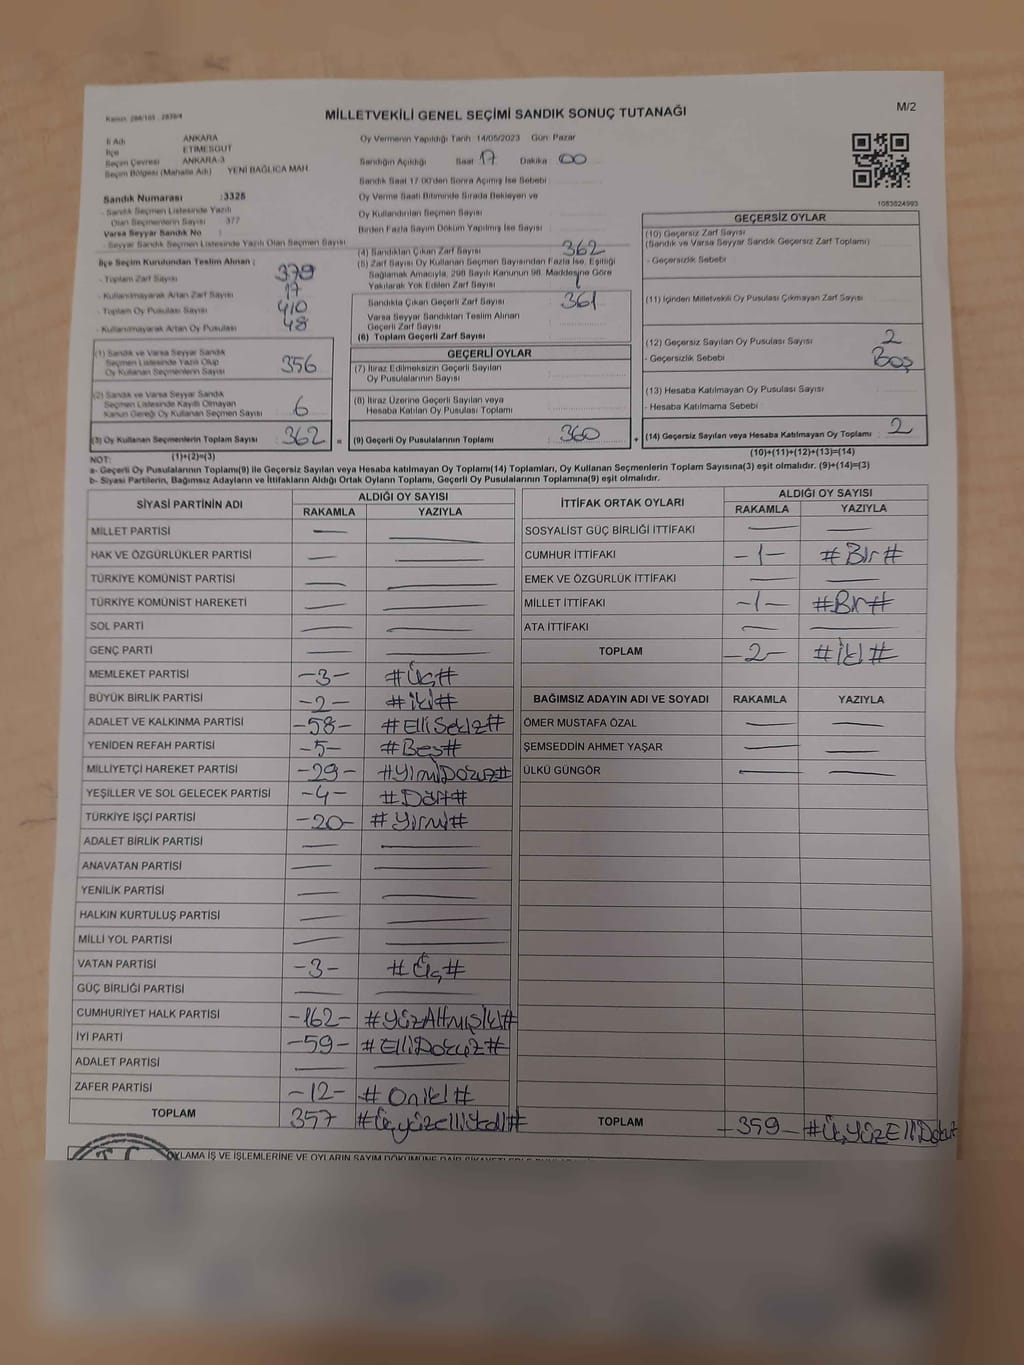 MİLLETVEKİLİ GENEL SEÇİMİ SANDIK SONUÇ TUTANAĞI
M/2
İl Adı ANKARA
İlçe ETİMESGUT
Seçim Çevresi ANKARA-3
Seçim Bölgesi (Mahalle Adı) YENİ BAĞLICA MAH
Sandık Numarası :3325
- Sandık Seçmen Listesinde Yazılı
Olan Seçmenlerin Sayısı 377
Varsa Seyyar Sandık No :
- Seyyar Sandık Seçmen Listesinde Yazılı Olan Seçmen Sayısı
İlçe Seçim Kurulundan Teslim Alınan :
- Toplam Zarf Sayısı 379
- Kullanılmayarak Artan Zarf Sayısı 17
- Toplam Oy Pusulası Sayısı 410
- Kullanılmayarak Artan Oy Pusulası 48
(1) Sandık ve Varsa Seyyar Sandık
Seçmen Listesinde Yazılı Olup
Oy Kullanan Seçmenlerin Sayısı 356
(2) Sandık ve Varsa Seyyar Sandık
Seçmen Listesinde Kayıtlı Olmayan
Kanun Gereği Oy Kullanan Seçmen Sayısı 6
(3) Oy Kullanan Seçmenlerin Toplam Sayısı 362 =
(1)+(2)=(3)
Oy Vermenin Yapıldığı Tarih 14/05/2023 Gün Pazar
Sandığın Açıldığı Saat 17 Dakika 00
Sandık Saat 17.00'den Sonra Açılmış İse Sebebi
Oy Verme Saati Bitiminde Sırada Bekleyen ve
Oy Kullandırılan Seçmen Sayısı
Birden Fazla Sayım Döküm Yapılmış İse Sayısı
(4) Sandıktan Çıkan Zarf Sayısı 362
(5) Zarf Sayısı Oy Kullanan Seçmen Sayısından Fazla İse, Eşitliği
Sağlamak Amacıyla, 298 Sayılı Kanunun 98. Maddesine Göre
Yakılarak Yok Edilen Zarf Sayısı 1
Sandıkta Çıkan Geçerli Zarf Sayısı 361
Varsa Seyyar Sandıktan Teslim Alınan
Geçerli Zarf Sayısı
(6) Toplam Geçerli Zarf Sayısı
GEÇERLİ OYLAR
(7) İtiraz Edilmeksizin Geçerli Sayılan
Oy Pusulalarının Sayısı
(8) İtiraz Üzerine Geçerli Sayılan veya
Hesaba Katılan Oy Pusulası Toplamı
(9) Geçerli Oy Pusulalarının Toplamı 360 +
1083824993
GEÇERSİZ OYLAR
(10) Geçersiz Zarf Sayısı
(Sandık ve Varsa Seyyar Sandık Geçersiz Zarf Toplamı)
- Geçersizlik Sebebi
(11) İçinden Milletvekili Oy Pusulası Çıkmayan Zarf Sayısı
(12) Geçersiz Sayılan Oy Pusulası Sayısı 2
- Geçersizlik Sebebi Boş
(13) Hesaba Katılmayan Oy Pusulası Sayısı
- Hesaba Katılmama Sebebi
(14) Geçersiz Sayılan veya Hesaba Katılmayan Oy Toplamı 2
(10)+(11)+(12)+(13)=(14)
NOT:
a- Geçerli Oy Pusulalarının Toplamı(9) ile Geçersiz Sayılan veya Hesaba katılmayan Oy Toplamı(14) Toplamları, Oy Kullanan Seçmenlerin Toplam Sayısına(3) eşit olmalıdır. (9)+(14)=(3)
b- Siyasi Partilerin, Bağımsız Adayların ve İttifakların Aldığı Ortak Oyların Toplamı, Geçerli Oy Pusulalarının Toplamına(9) eşit olmalıdır.
SİYASİ PARTİNİN ADI ALDIĞI OY SAYISI
RAKAMLA YAZIYLA
MİLLET PARTİSİ
HAK VE ÖZGÜRLÜKLER PARTİSİ
TÜRKİYE KOMÜNİST PARTİSİ
TÜRKİYE KOMÜNİST HAREKETİ
SOL PARTİ
GENÇ PARTİ
MEMLEKET PARTİSİ -3- #Üç#
BÜYÜK BİRLİK PARTİSİ -2- #iki#
ADALET VE KALKINMA PARTİSİ -58- #Elli Sekiz#
YENİDEN REFAH PARTİSİ -5- #Beş#
MİLLİYETÇİ HAREKET PARTİSİ -29- #YirmiDokuz#
YEŞİLLER VE SOL GELECEK PARTİSİ -4- #Dört#
TÜRKİYE İŞÇİ PARTİSİ -20- #Yirmi#
ADALET BİRLİK PARTİSİ
ANAVATAN PARTİSİ
YENİLİK PARTİSİ
HALKIN KURTULUŞ PARTİSİ
MİLLİ YOL PARTİSİ
VATAN PARTİSİ -3- #Üç#
GÜÇ BİRLİĞİ PARTİSİ
CUMHURİYET HALK PARTİSİ -162- #YüzAltmışİki#
İYİ PARTİ -59- #ElliDokuz#
ADALET PARTİSİ
ZAFER PARTİSİ -12- #Oniki#
TOPLAM 357 #Üçyüzelliyedi#
İTTİFAK ORTAK OYLARI ALDIĞI OY SAYISI
RAKAMLA YAZIYLA
SOSYALİST GÜÇ BİRLİĞİ İTTİFAKI
CUMHUR İTTİFAKI -1- #Bir#
EMEK VE ÖZGÜRLÜK İTTİFAKI
MİLLET İTTİFAKI -1- #Bir#
ATA İTTİFAKI
TOPLAM -2- #İki#
BAĞIMSIZ ADAYIN ADI VE SOYADI RAKAMLA YAZIYLA
ÖMER MUSTAFA ÖZAL
ŞEMSEDDİN AHMET YAŞAR
ÜLKÜ GÜNGÖR
TOPLAM -359- #ÜçYüzElliDokuz